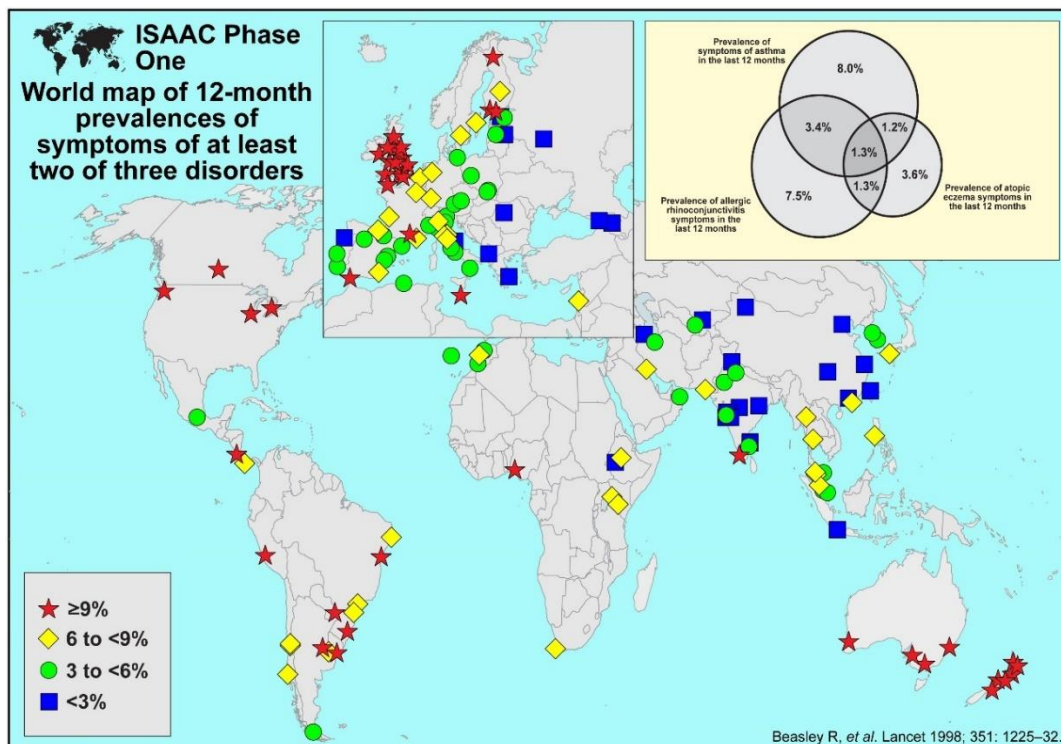 ISAAC Phase
One
World map of 12-month
prevalences of
symptoms of at least
two of three disorders
Prevalence of
symptoms of asthma
in the last 12 months
8.0%
3.4%
1.2%
1.3%
7.5%
1.3%
3.6%
Prevalence of allergic
rhinoconjunctivitis
symptoms in the
last 12 months
Prevalence of atopic
eczema symptoms in
the last 12 months
≥9%
6 to <9%
3 to <6%
<3%
Beasley R, et al. Lancet 1998; 351: 1225–32.